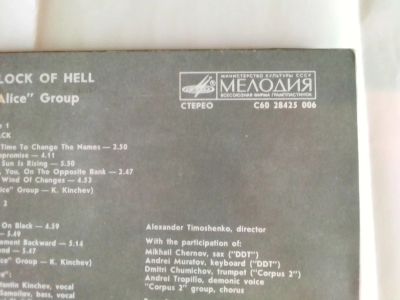 LOCK OF HELL
"Alice" Group
МИНИСТЕРСТВО КУЛЬТУРЫ СССР
МЕЛОДИЯ
ВСЕСОЮЗНАЯ ФИРМА ГРАМПЛАСТИНОК
СТЕРЕО С60 28425 006
1
Time To Change The Names — 2.50
promise — 4.11
Sun is Rising — 5.50
, You, On The Opposite Bank — 2.47
Wind Of Changes — 4.53
ice" Group — K. Kinchev)
2
On Black — 4.59
— 5.49
ement Backward — 5.14
end — 5.47
ice" Group — K. Kinchev)
Alexander Timoshenko, director
With the participation of:
Mikhail Chernov, sax ("DDT")
Andrei Muratov, keyboard ("DDT")
Dmitri Chumichov, trumpet ("Corpus 2")
Andrei Tropillo, demonic voice
"Corpus 2" group, chorus
ce":
stantin Kinchev, vocal
Samoilov, bass, vocal